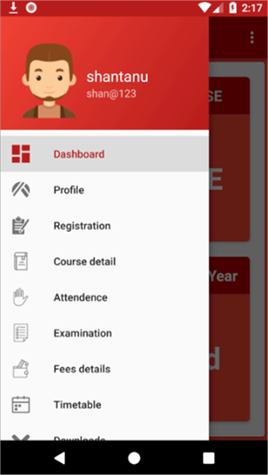 2:17
shantanu
shan@123
SE
E
Dashboard
Profile
Registration
Course detail
Attendence
Year
Examination
d
Fees details
Timetable
Downloads